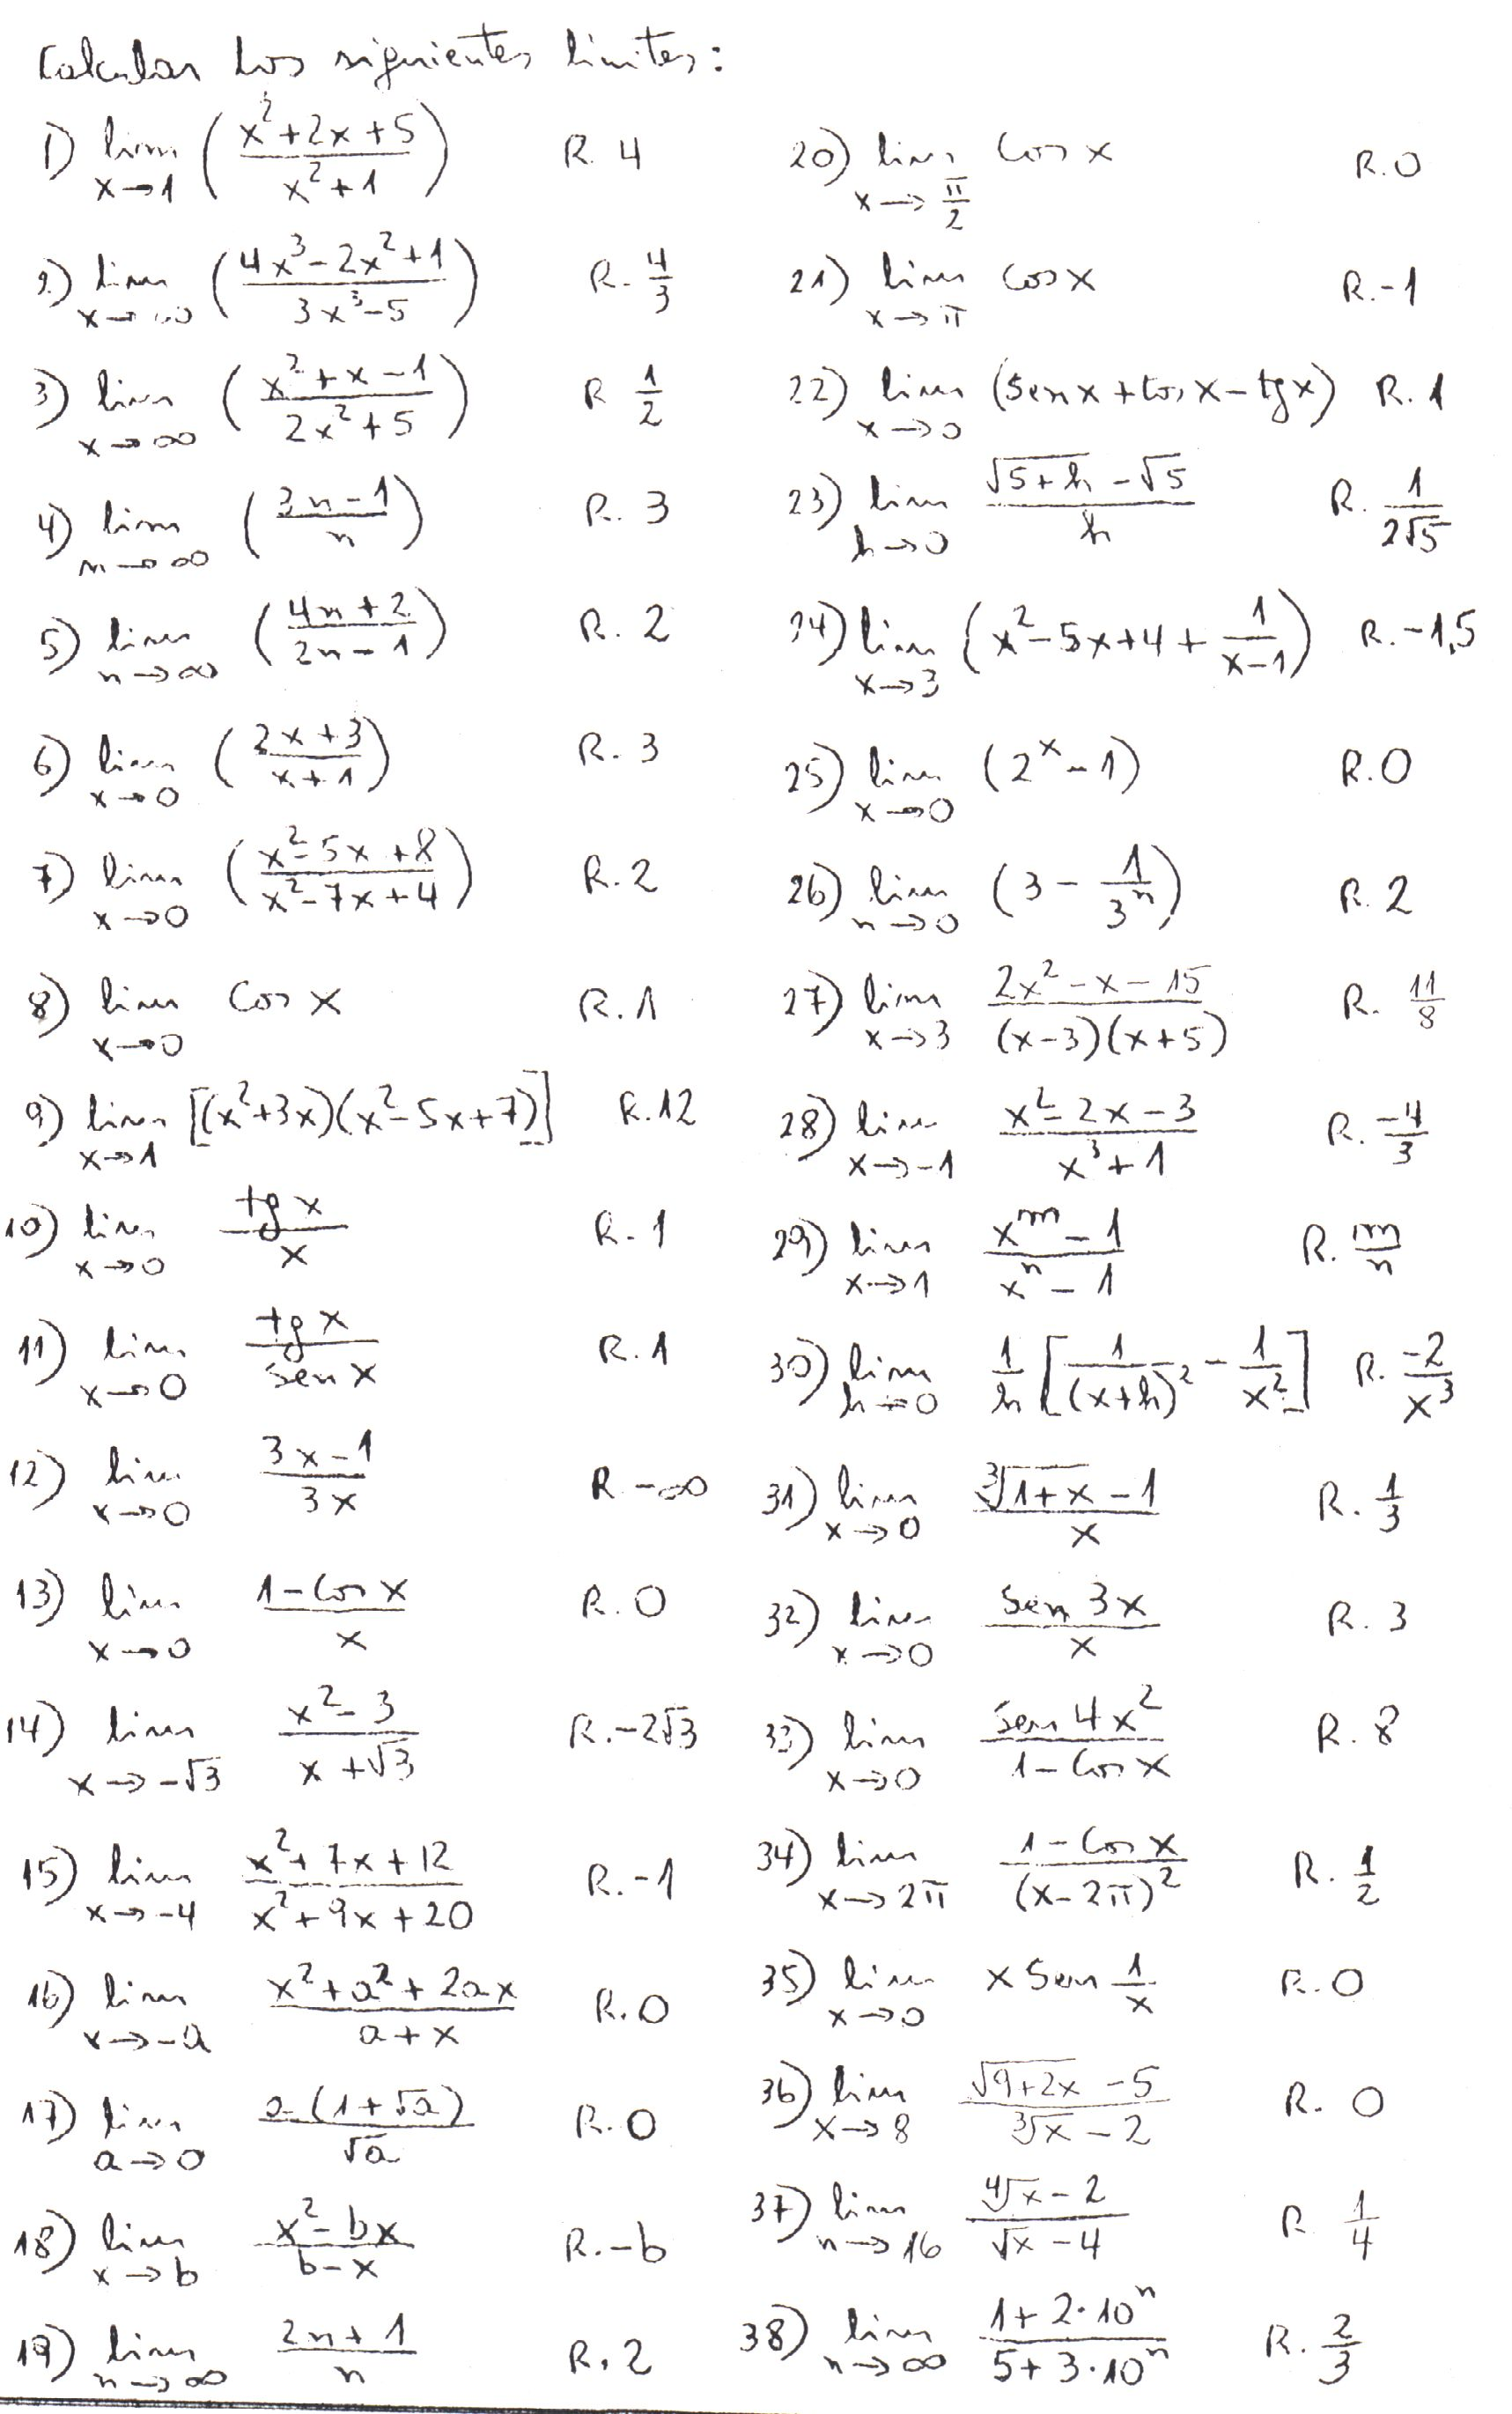 Calcular los siguientes límites:
1) lim x→1 ( (x²+2x+5)/(x²+1) ) R. 4
2) lim x→∞ ( (4x³-2x²+1)/(3x³-5) ) R. 4/3
3) lim x→∞ ( (x²+x-1)/(2x²+5) ) R 1/2
4) lim n→∞ ( (3n-1)/n ) R. 3
5) lim n→∞ ( (4n+2)/(2n-1) ) R. 2
6) lim x→0 ( (2x+3)/(x+1) ) R. 3
7) lim x→0 ( (x²-5x+8)/(x²-7x+4) ) R. 2
8) lim x→0 cos x R. 1
9) lim x→1 [(x²+3x)(x²-5x+7)] R. 12
10) lim x→0 tg x / x R. 1
11) lim x→0 tg x / sen x R. 1
12) lim x→0 (3x-1)/(3x) R -∞
13) lim x→0 (1-cos x)/x R. 0
14) lim x→-√3 (x²-3)/(x+√3) R. -2√3
15) lim x→-4 (x²+7x+12)/(x²+9x+20) R. -1
16) lim x→-a (x²+a²+2ax)/(a+x) R. 0
17) lim a→0 a(1+√a)/√a R. 0
18) lim x→b (x²-bx)/(b-x) R. -b
19) lim n→∞ (2n+1)/n R. 2
20) lim x→π/2 cos x R. 0
21) lim x→π cos x R. -1
22) lim x→0 (sen x + cos x - tg x) R. 1
23) lim h→0 (√(5+h) - √5)/h R. 1/(2√5)
24) lim x→3 (x²-5x+4+ 1/(x-1)) R. -1,5
25) lim x→0 (2ˣ-1) R. 0
26) lim n→0 (3 - 1/3ⁿ) R. 2
27) lim x→3 (2x²-x-15)/((x-3)(x+5)) R. 11/8
28) lim x→-1 (x²-2x-3)/(x³+1) R. -4/3
29) lim x→1 (xᵐ-1)/(xⁿ-1) R. m/n
30) lim h→0 1/h [1/(x+h)² - 1/x²] R. -2/x³
31) lim x→0 (∛(1+x) - 1)/x R. 1/3
32) lim x→0 sen 3x / x R. 3
33) lim x→0 sen 4x² / (1-cos x) R. 8
34) lim x→2π (1-cos x)/(x-2π)² R. 1/2
35) lim x→0 x sen 1/x R. 0
36) lim x→8 (√(9+2x) - 5)/(∛x - 2) R. 0
37) lim n→16 (∜x - 2)/(√x - 4) R 1/4
38) lim n→∞ (1+2·10ⁿ)/(5+3·10ⁿ) R. 2/3